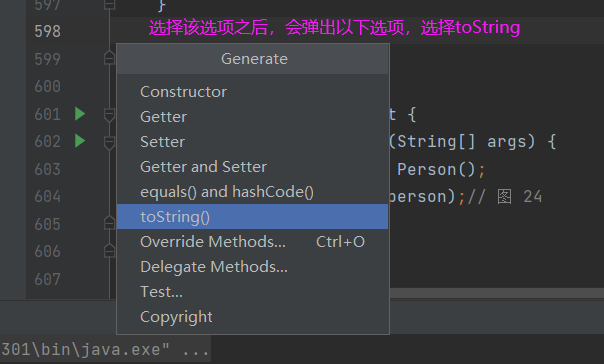 597 }
598 选择该选项之后，会弹出以下选项，选择toString
Generate
599
600 Constructor
601 Getter t {
602 Setter (String[] args) {
603 Getter and Setter Person();
604 equals() and hashCode() person);// 图 24
toString()
605
606 Override Methods... Ctrl+O
607 Delegate Methods...
Test...
Copyright
301\bin\java.exe" ...